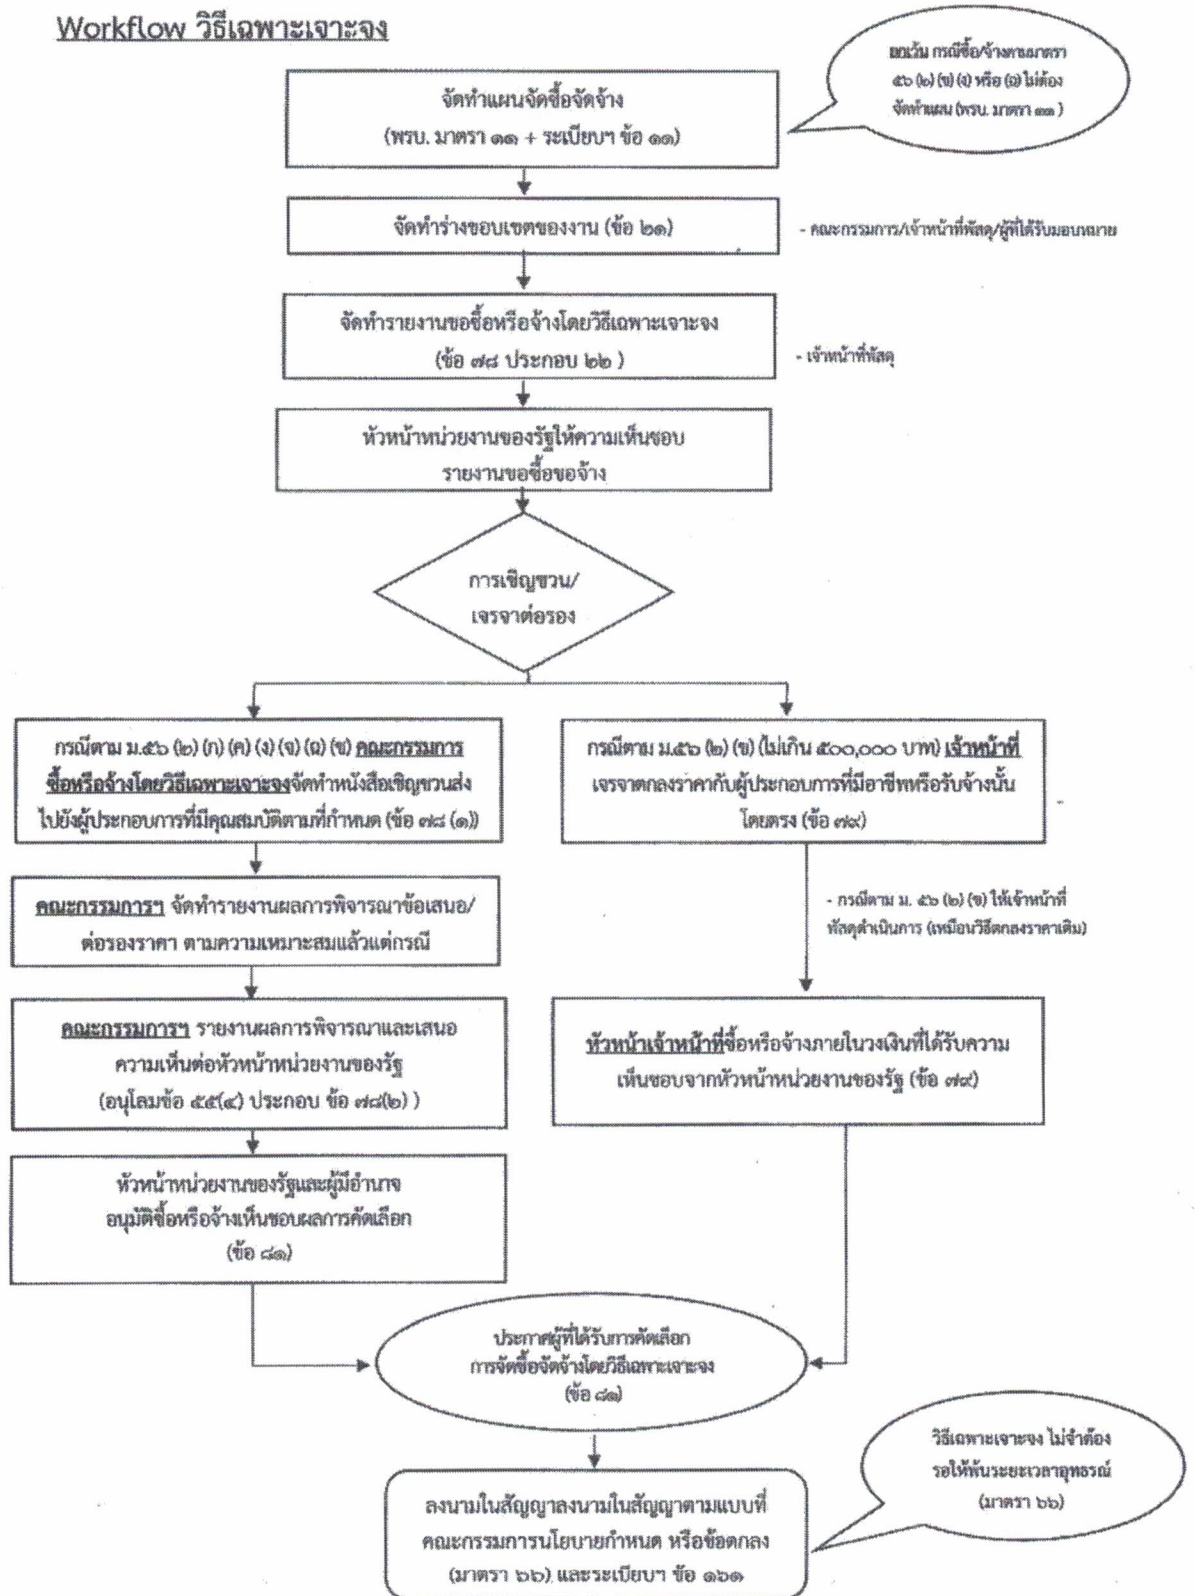 Workflow วิธีเฉพาะเจาะจง
ยกเว้น กรณีซื้อ/จ้างตามมาตรา
๕๖ (๒) (ข) (ง) หรือ (ฉ) ไม่ต้อง
จัดทำแผน (พรบ. มาตรา ๑๑ )
จัดทำแผนจัดซื้อจัดจ้าง
(พรบ. มาตรา ๑๑ + ระเบียบฯ ข้อ ๑๑)
จัดทำร่างขอบเขตของงาน (ข้อ ๒๑)
- คณะกรรมการ/เจ้าหน้าที่พัสดุ/ผู้ที่ได้รับมอบหมาย
จัดทำรายงานขอซื้อหรือจ้างโดยวิธีเฉพาะเจาะจง
(ข้อ ๗๘ ประกอบ ๒๒ )
- เจ้าหน้าที่พัสดุ
หัวหน้าหน่วยงานของรัฐให้ความเห็นชอบ
รายงานขอซื้อขอจ้าง
การเชิญชวน/
เจรจาต่อรอง
กรณีตาม ม.๕๖ (๒) (ก) (ค) (ง) (จ) (ฉ) (ช) คณะกรรมการ
ซื้อหรือจ้างโดยวิธีเฉพาะเจาะจงจัดทำหนังสือเชิญชวนส่ง
ไปยังผู้ประกอบการที่มีคุณสมบัติตามที่กำหนด (ข้อ ๗๘ (๑))
กรณีตาม ม.๕๖ (๒) (ข) (ไม่เกิน ๕๐๐,๐๐๐ บาท) เจ้าหน้าที่
เจรจาตกลงราคากับผู้ประกอบการที่มีอาชีพหรือรับจ้างนั้น
โดยตรง (ข้อ ๗๙)
คณะกรรมการฯ จัดทำรายงานผลการพิจารณาข้อเสนอ/
ต่อรองราคา ตามความเหมาะสมแล้วแต่กรณี
- กรณีตาม ม. ๕๖ (๒) (ข) ให้เจ้าหน้าที่
พัสดุดำเนินการ (เหมือนวิธีตกลงราคาเดิม)
คณะกรรมการฯ รายงานผลการพิจารณาและเสนอ
ความเห็นต่อหัวหน้าหน่วยงานของรัฐ
(อนุโลมข้อ ๕๕(๔) ประกอบ ข้อ ๗๘(๒) )
หัวหน้าเจ้าหน้าที่ซื้อหรือจ้างภายในวงเงินที่ได้รับความ
เห็นชอบจากหัวหน้าหน่วยงานของรัฐ (ข้อ ๗๙)
หัวหน้าหน่วยงานของรัฐและผู้มีอำนาจ
อนุมัติซื้อหรือจ้างเห็นชอบผลการคัดเลือก
(ข้อ ๘๑)
ประกาศผู้ที่ได้รับการคัดเลือก
การจัดซื้อจัดจ้างโดยวิธีเฉพาะเจาะจง
(ข้อ ๘๑)
วิธีเฉพาะเจาะจง ไม่จำต้อง
รอให้พ้นระยะเวลาอุทธรณ์
(มาตรา ๖๖)
ลงนามในสัญญาลงนามในสัญญาตามแบบที่
คณะกรรมการนโยบายกำหนด หรือข้อตกลง
(มาตรา ๖๖) และระเบียบฯ ข้อ ๑๖๑